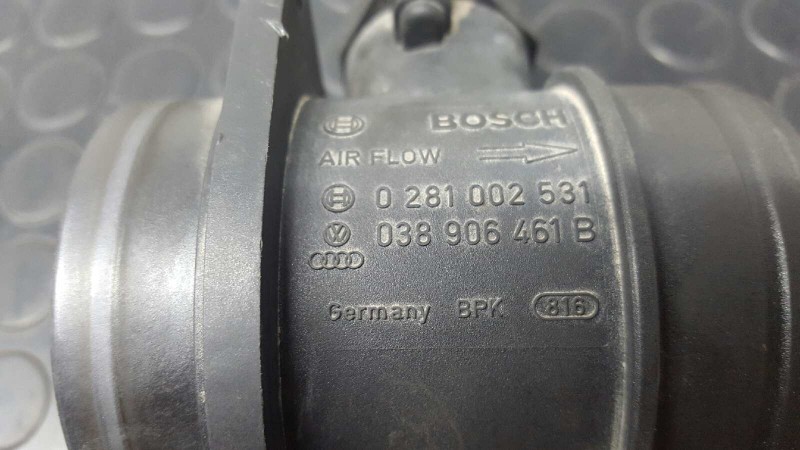 BOSCH
AIR FLOW
0 281 002 531
038 906 461 B
Germany BPK 816